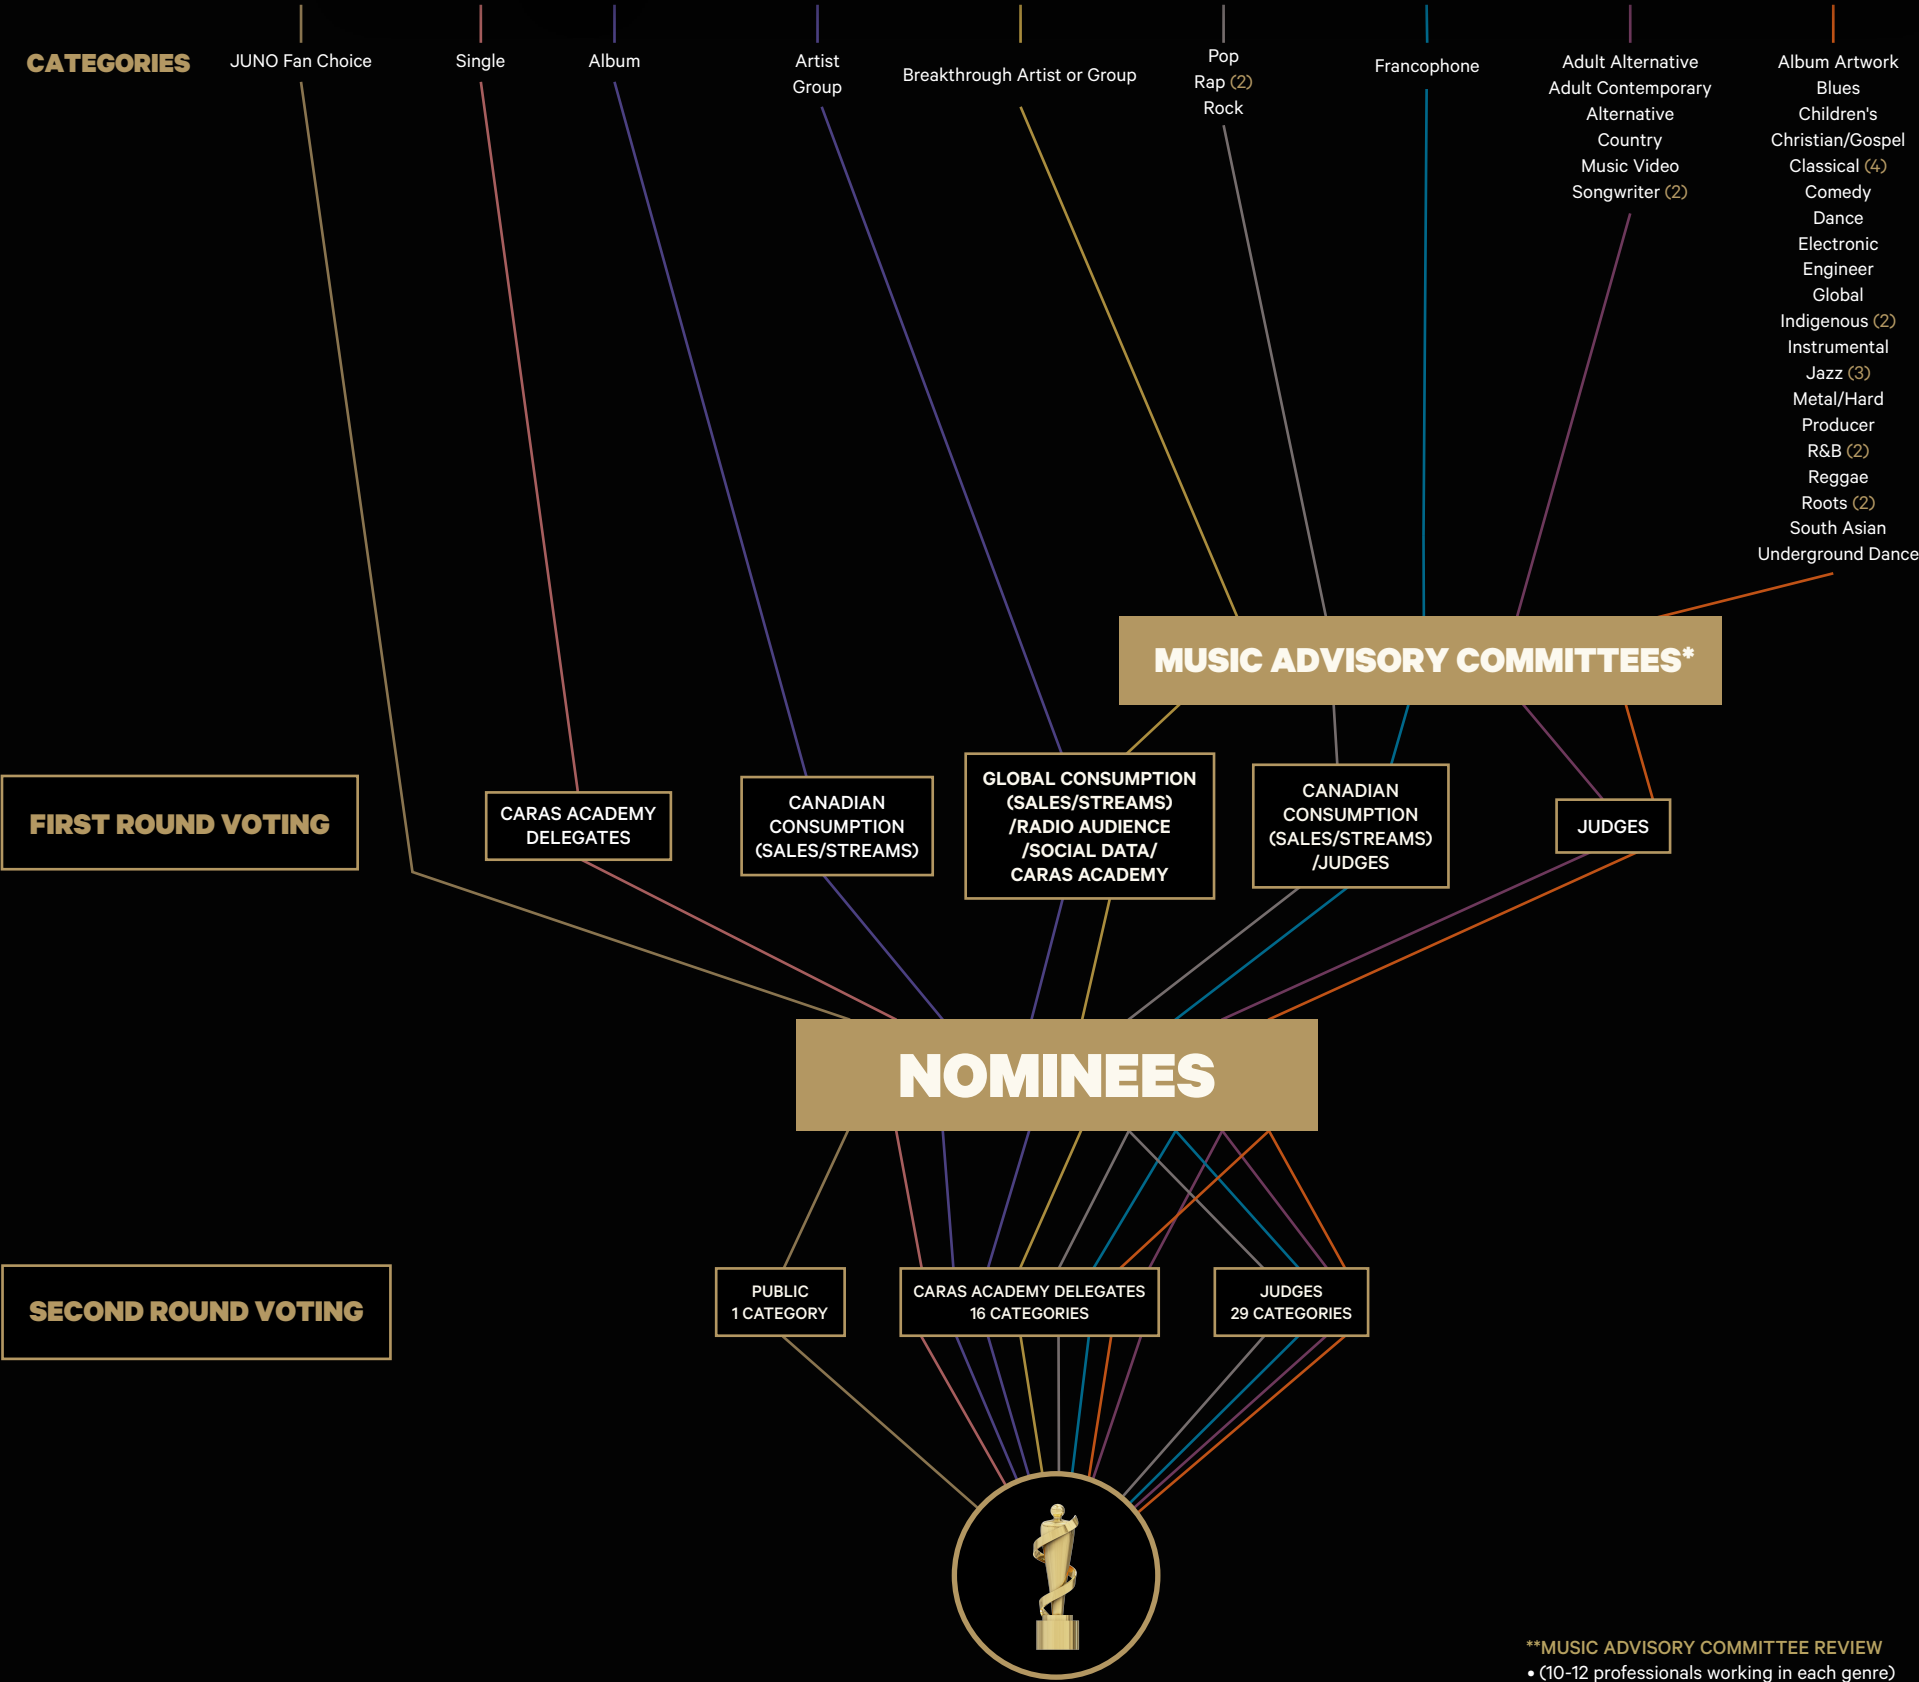 CATEGORIES
JUNO Fan Choice
Single
Album
Artist
Group
Breakthrough Artist or Group
Pop
Rap (2)
Rock
Francophone
Adult Alternative
Adult Contemporary
Alternative
Country
Music Video
Songwriter (2)
Album Artwork
Blues
Children's
Christian/Gospel
Classical (4)
Comedy
Dance
Electronic
Engineer
Global
Indigenous (2)
Instrumental
Jazz (3)
Metal/Hard
Producer
R&B (2)
Reggae
Roots (2)
South Asian
Underground Dance
MUSIC ADVISORY COMMITTEES*
FIRST ROUND VOTING
CARAS ACADEMY
DELEGATES
CANADIAN
CONSUMPTION
(SALES/STREAMS)
GLOBAL CONSUMPTION
(SALES/STREAMS)
/RADIO AUDIENCE
/SOCIAL DATA/
CARAS ACADEMY
CANADIAN
CONSUMPTION
(SALES/STREAMS)
/JUDGES
JUDGES
NOMINEES
SECOND ROUND VOTING
PUBLIC
1 CATEGORY
CARAS ACADEMY DELEGATES
16 CATEGORIES
JUDGES
29 CATEGORIES
**MUSIC ADVISORY COMMITTEE REVIEW
• (10-12 professionals working in each genre)